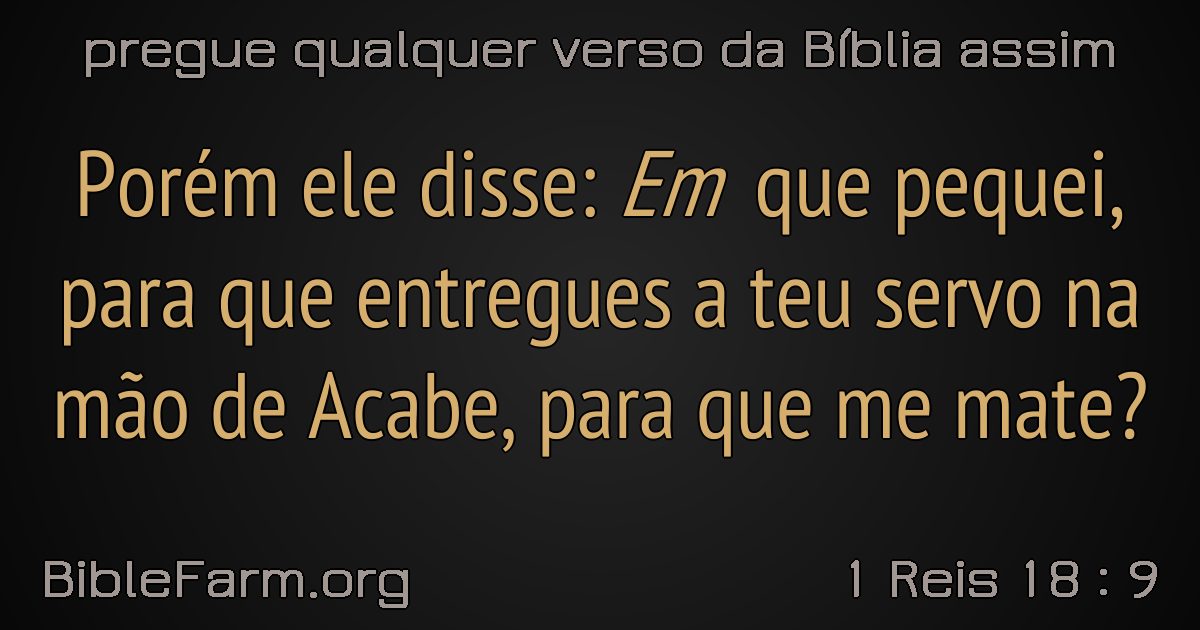 pregue qualquer verso da Bíblia assim
Porém ele disse: Em que pequei,
para que entregues a teu servo na
mão de Acabe, para que me mate?
BibleFarm.org
1 Reis 18 : 9